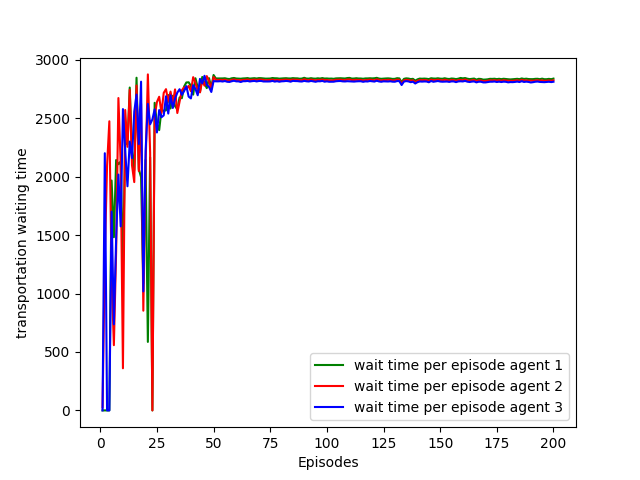 3000
2500
2000
1500
1000
500
0
transportation waiting time
wait time per episode agent 1
wait time per episode agent 2
wait time per episode agent 3
0 25 50 75 100 125 150 175 200
Episodes